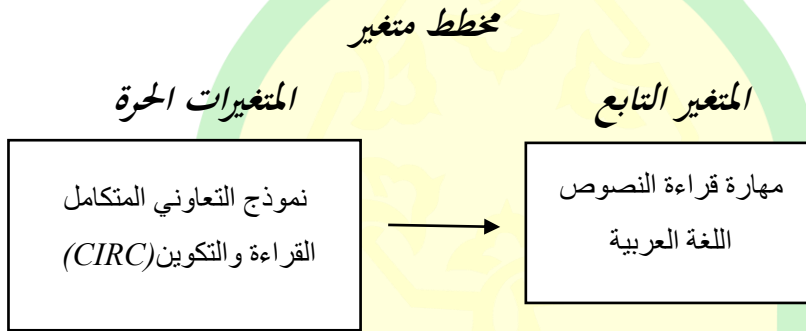 مخطط متغير
المتغير التابع
المتغيرات الحرة
مهارة قراءة النصوص
اللغة العربية
نموذج التعاوني المتكامل
القراءة والتكوين(CIRC)